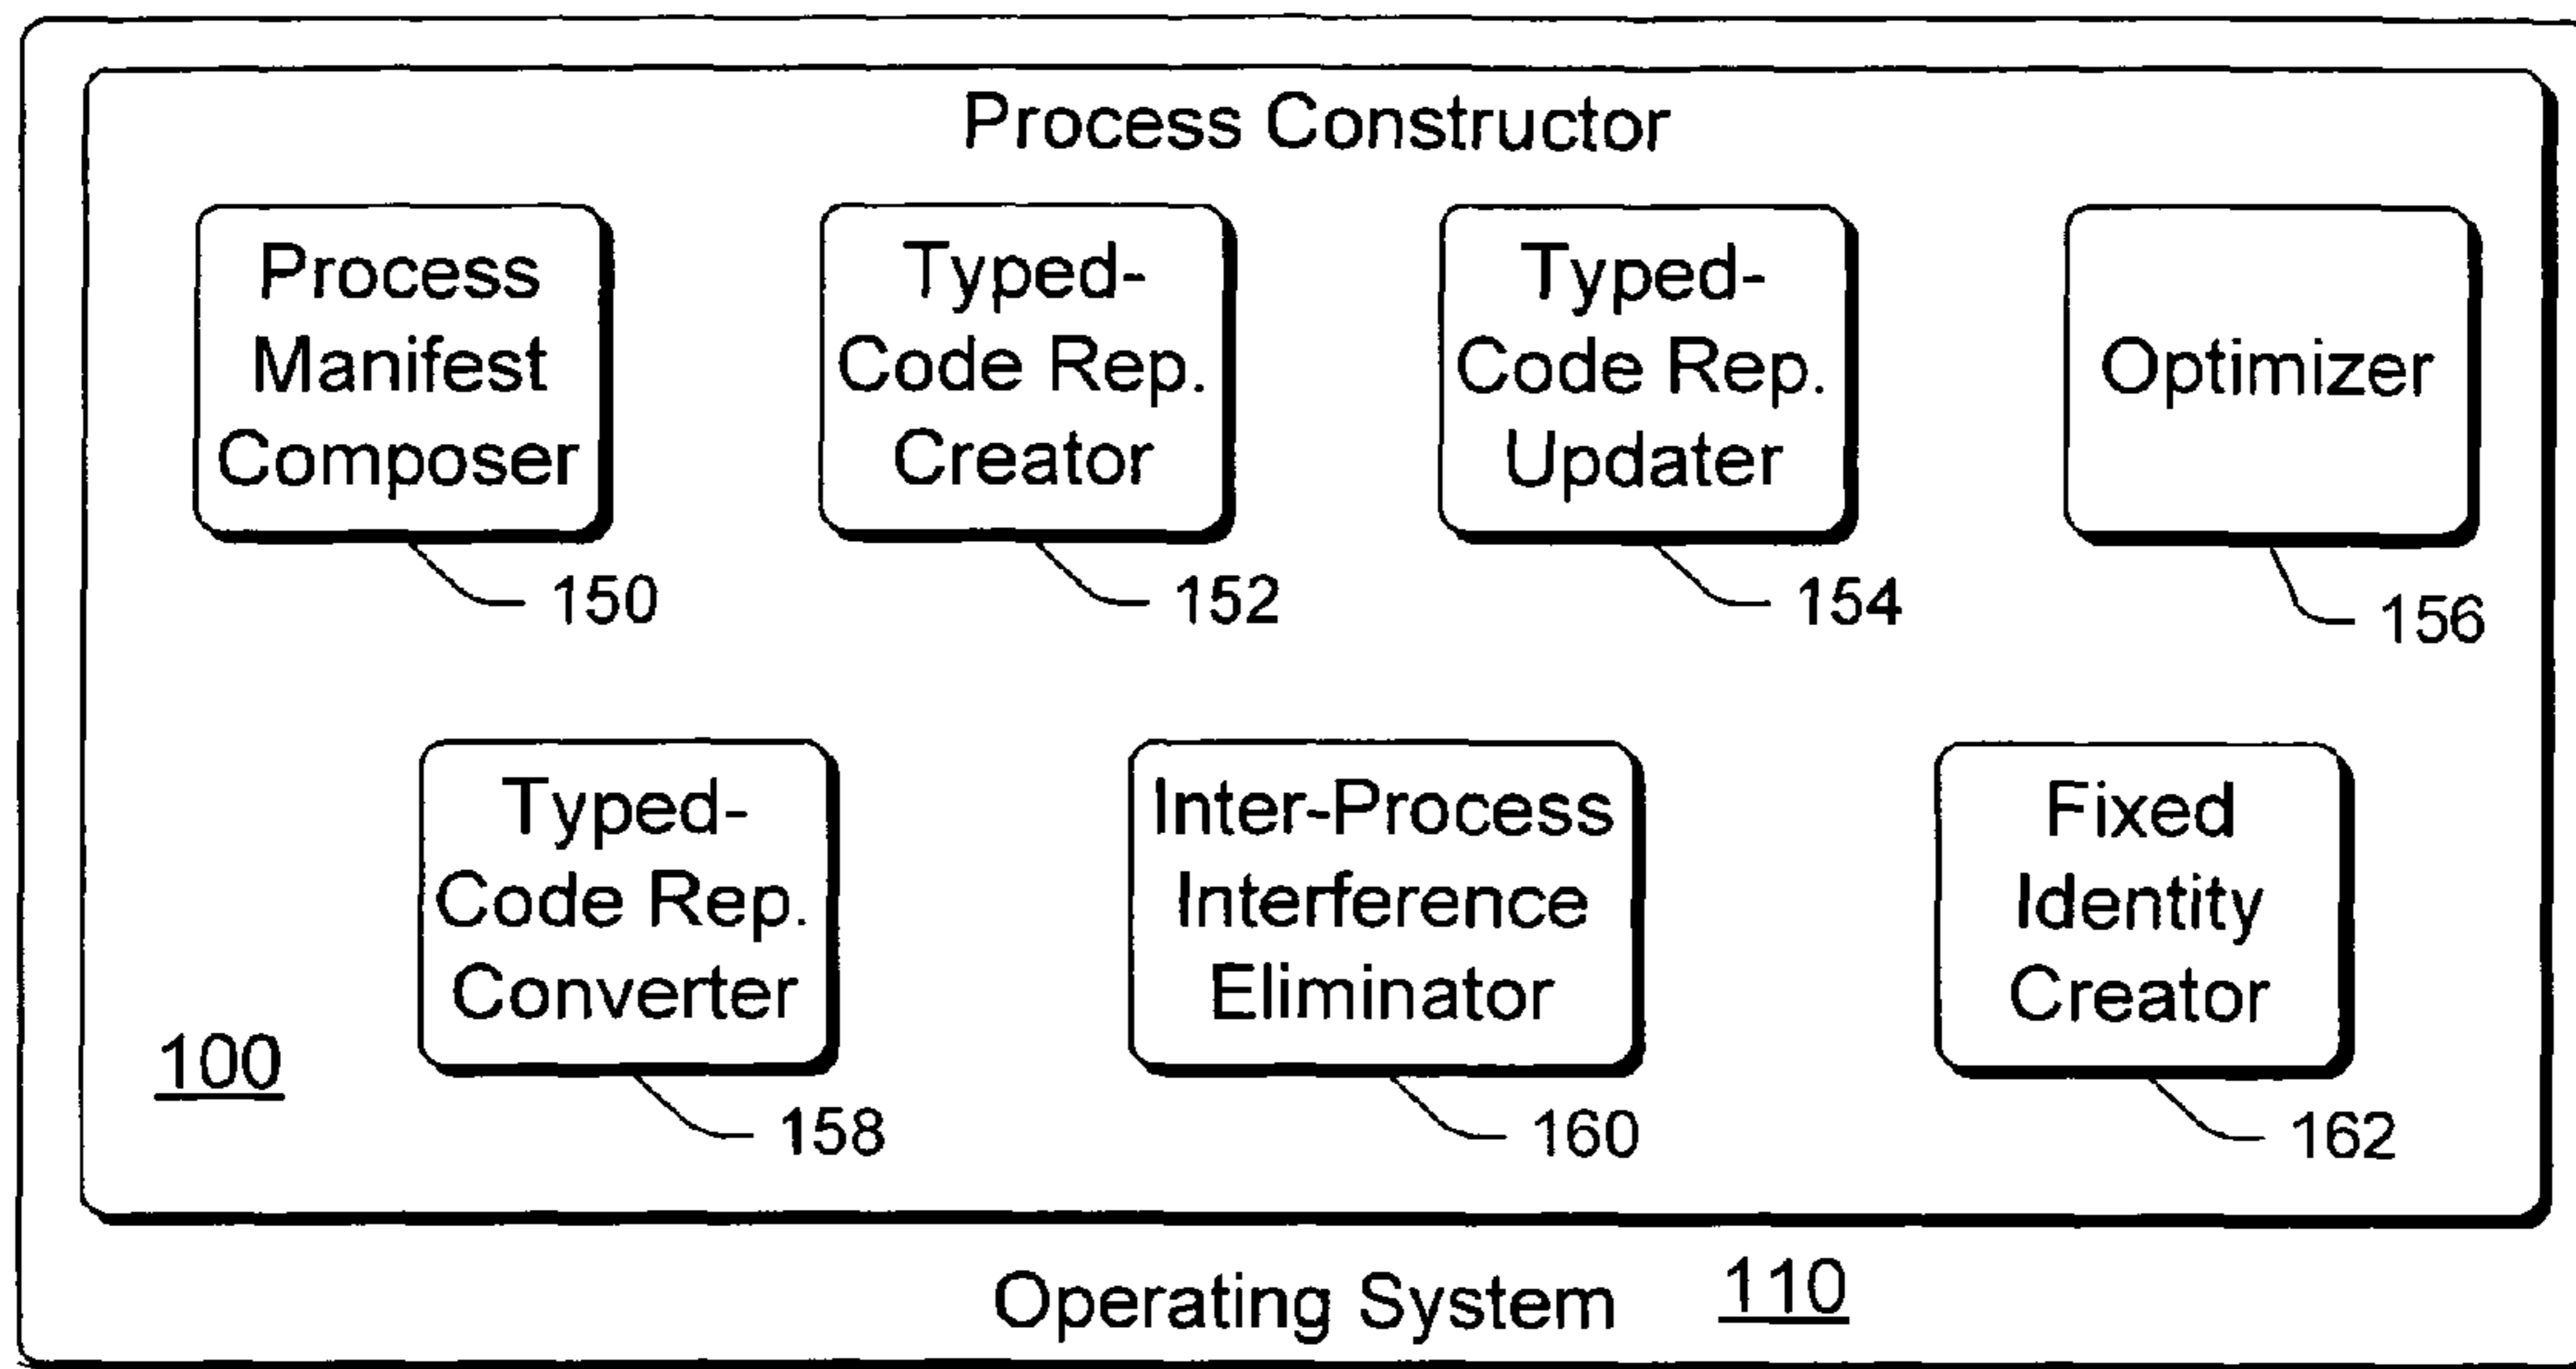 Process Constructor
Process
Manifest
Composer
150
Typed-
Code Rep.
Creator
152
Typed-
Code Rep.
Updater
154
Optimizer
156
Typed-
Code Rep.
Converter
158
Inter-Process
Interference
Eliminator
160
Fixed
Identity
Creator
162
100
Operating System 110